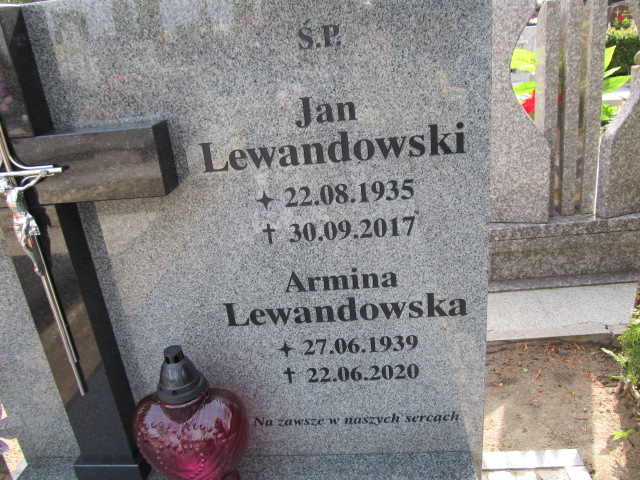 Ś.P.
Jan
Lewandowski
✦ 22.08.1935
✝ 30.09.2017
Armina
Lewandowska
✦ 27.06.1939
✝ 22.06.2020
Na zawsze w naszych sercach